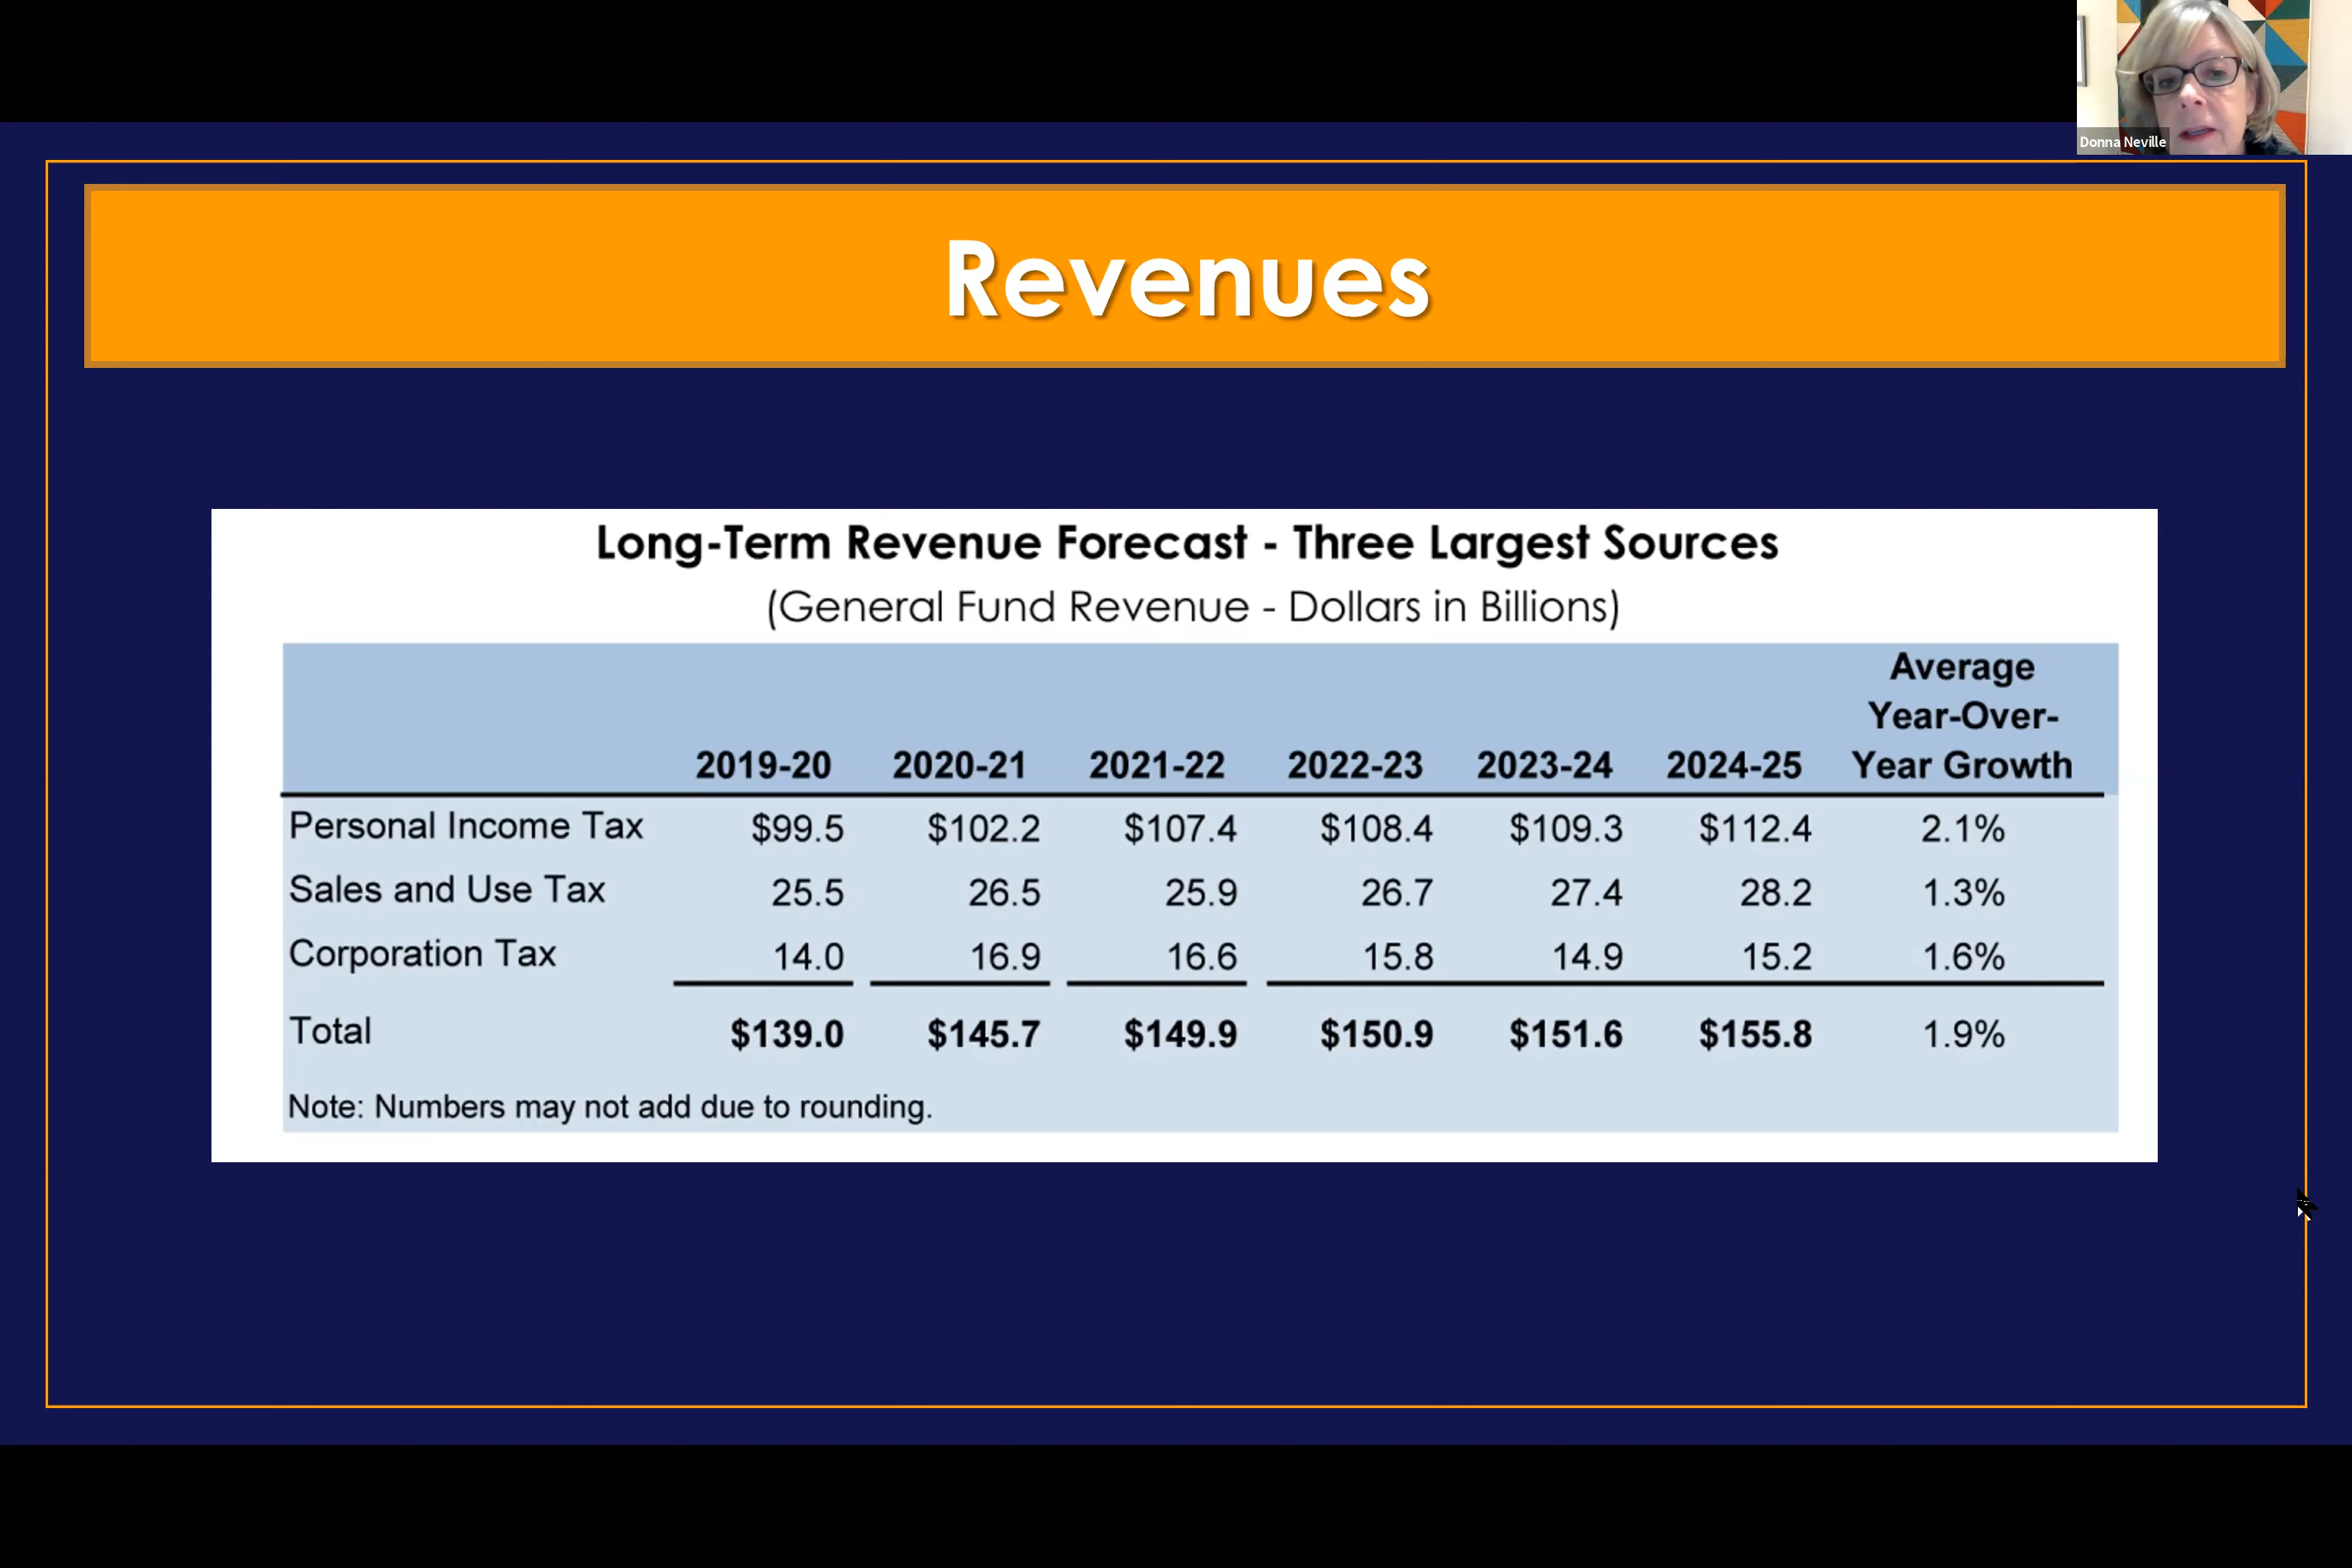 Donna Neville
Revenues
Long-Term Revenue Forecast - Three Largest Sources
(General Fund Revenue - Dollars in Billions)
Average
Year-Over-
2019-20 2020-21 2021-22 2022-23 2023-24 2024-25 Year Growth
Personal Income Tax $99.5 $102.2 $107.4 $108.4 $109.3 $112.4 2.1%
Sales and Use Tax 25.5 26.5 25.9 26.7 27.4 28.2 1.3%
Corporation Tax 14.0 16.9 16.6 15.8 14.9 15.2 1.6%
Total $139.0 $145.7 $149.9 $150.9 $151.6 $155.8 1.9%
Note: Numbers may not add due to rounding.